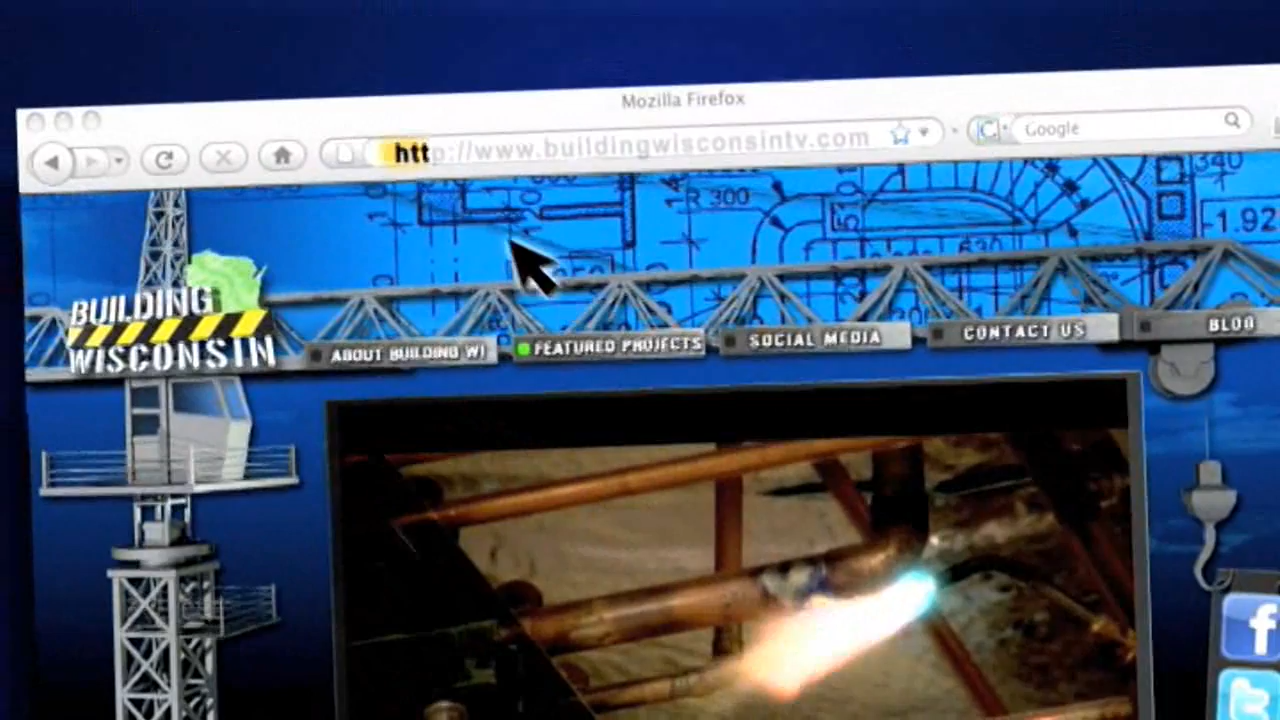 Mozilla Firefox
http://www.buildingwisconsintv.com
Google
340
R 300
1.92
630
BUILDING
WISCONSIN
ABOUT BUILDING WI
FEATURED PROJECTS
SOCIAL MEDIA
CONTACT US
BLOG
f
t